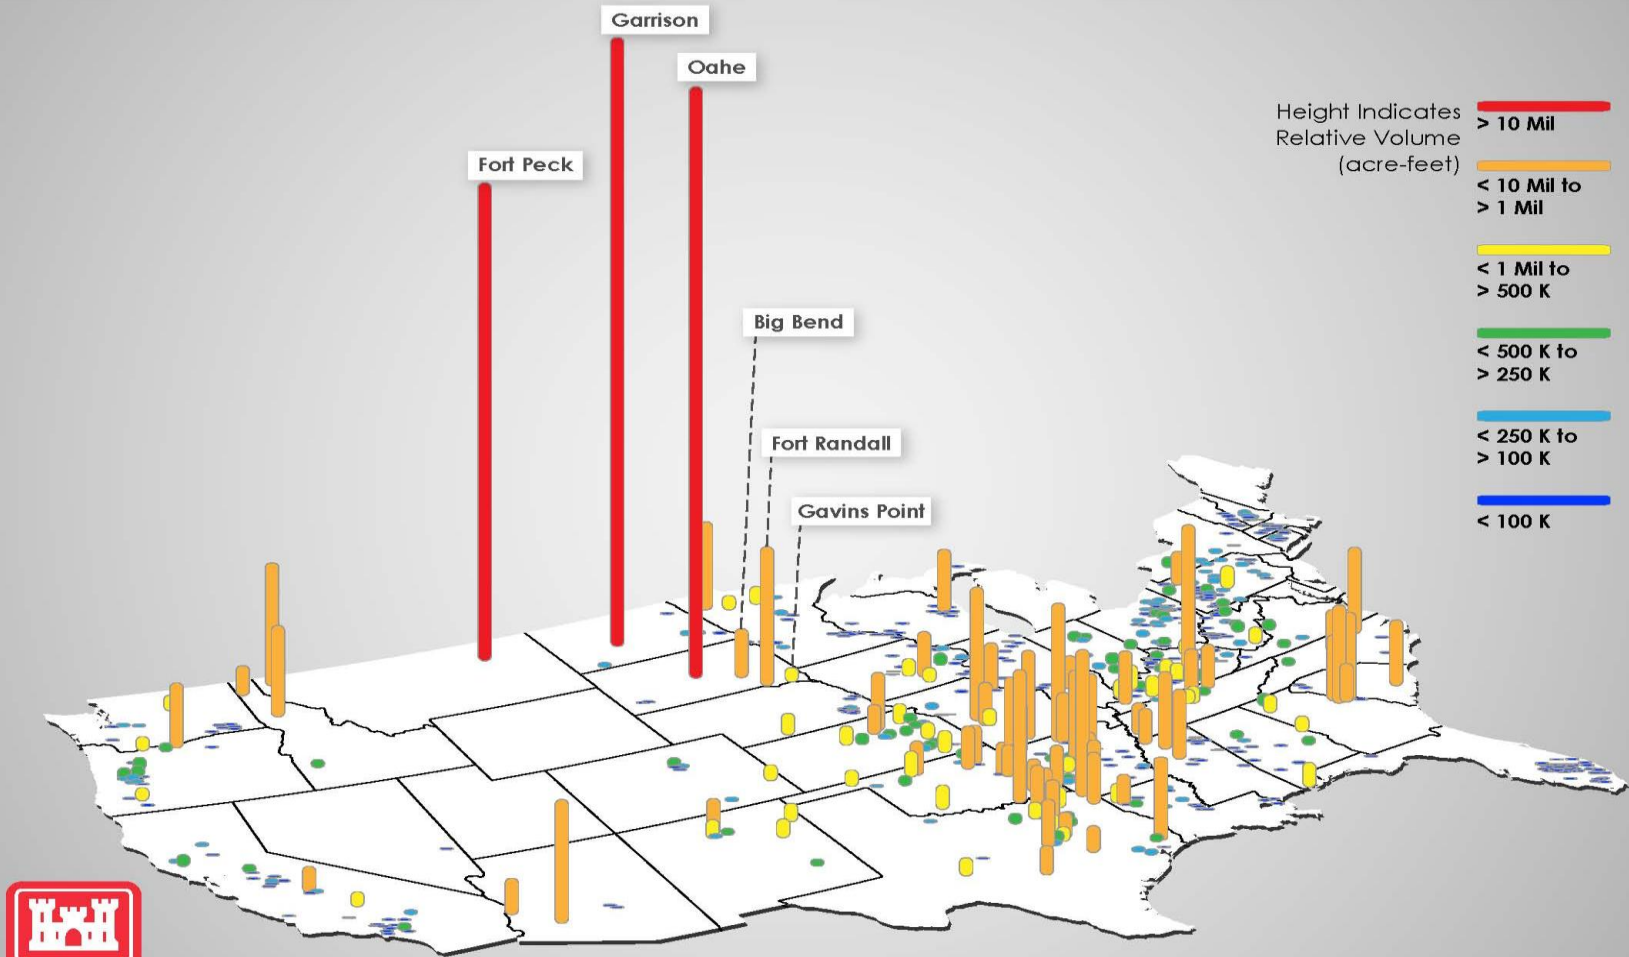 Garrison
Oahe
Fort Peck
Big Bend
Fort Randall
Gavins Point
Height Indicates
Relative Volume
(acre-feet)
> 10 Mil
< 10 Mil to
> 1 Mil
< 1 Mil to
> 500 K
< 500 K to
> 250 K
< 250 K to
> 100 K
< 100 K